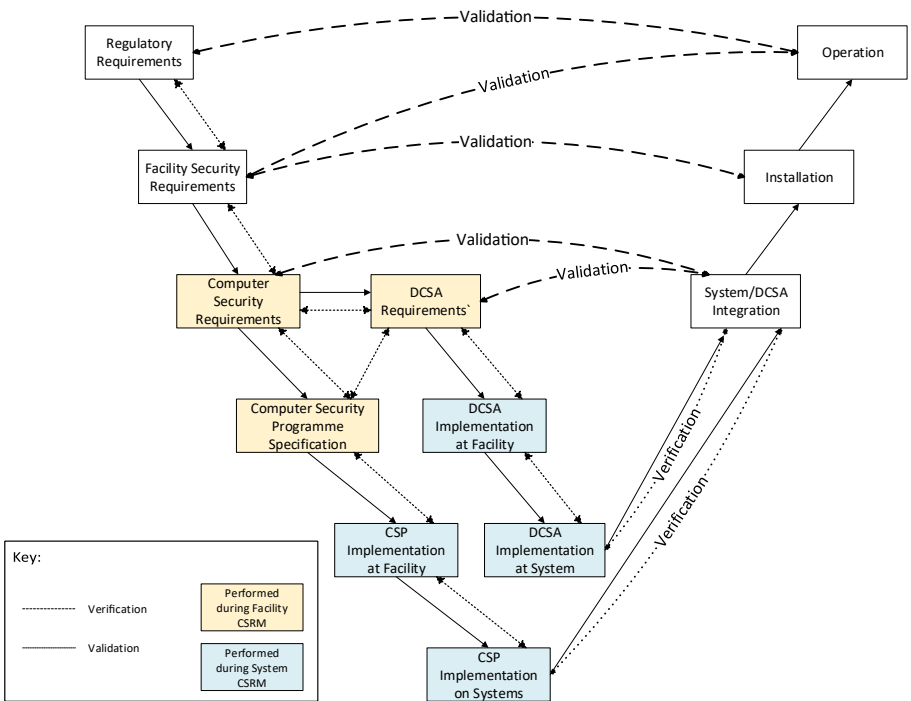 Validation
Regulatory
Requirements
Operation
Validation
Validation
Facility Security
Requirements
Installation
Validation
Validation
Computer
Security
Requirements
DCSA
Requirements`
System/DCSA
Integration
Computer Security
Programme
Specification
DCSA
Implementation
at Facility
Verification
Verification
CSP
Implementation
at Facility
DCSA
Implementation
at System
CSP
Implementation
on Systems
Key:
Verification
Validation
Performed
during Facility
CSRM
Performed
during System
CSRM